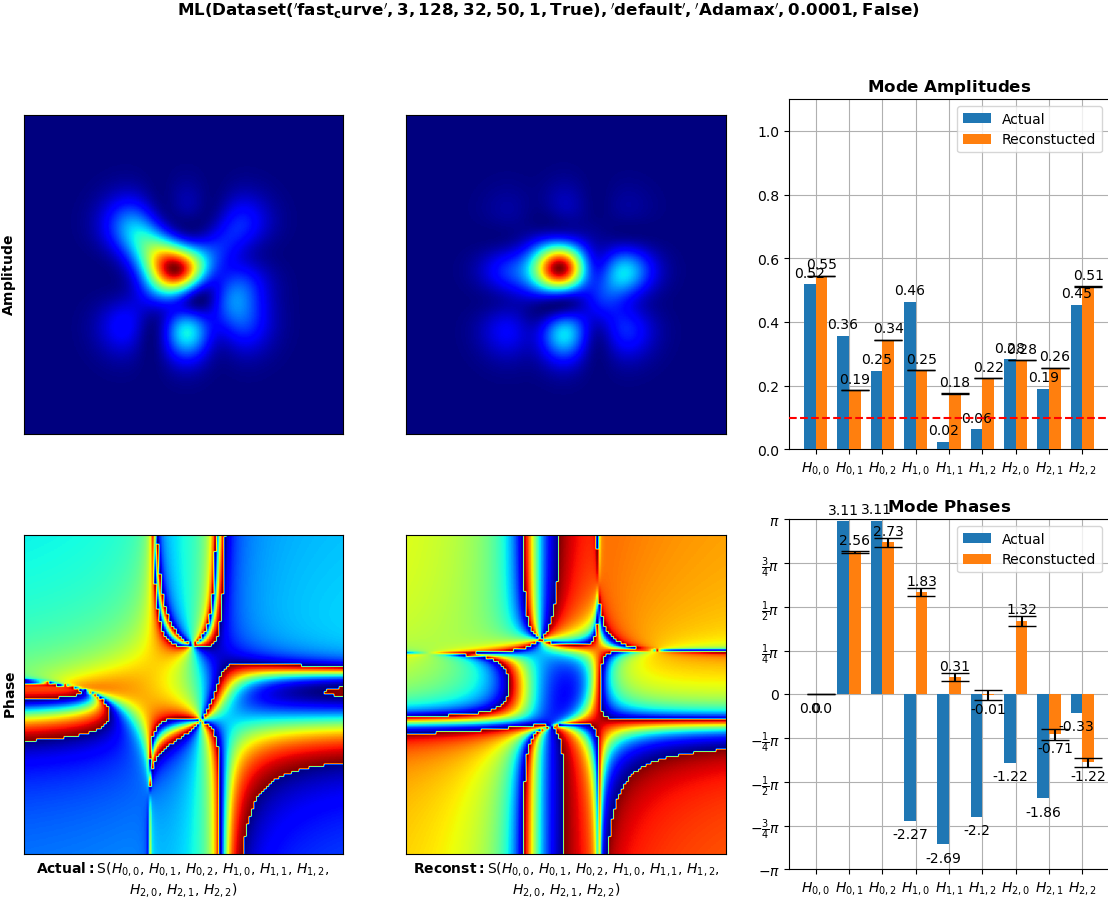 ML(Dataset('fast_curve', 3, 128, 32, 50, 1, True), 'default', 'Adamax', 0.0001, False)
Amplitude
Mode Amplitudes
Actual
Reconstucted
1.0
0.8
0.6
0.4
0.2
0.0
0.52
0.55
0.36
0.19
0.25
0.34
0.46
0.25
0.02
0.18
0.06
0.22
0.28
0.28
0.19
0.26
0.45
0.51
H0,0 H0,1 H0,2 H1,0 H1,1 H1,2 H2,0 H2,1 H2,2
Phase
Actual: S(H0,0, H0,1, H0,2, H1,0, H1,1, H1,2,
H2,0, H2,1, H2,2)
Reconst: S(H0,0, H0,1, H0,2, H1,0, H1,1, H1,2,
H2,0, H2,1, H2,2)
Mode Phases
Actual
Reconstucted
π
3/4π
1/2π
1/4π
0
−1/4π
−1/2π
−3/4π
−π
0.0
0.0
3.11
2.56
3.11
2.73
-2.27
1.83
-2.69
0.31
-2.2
-0.01
-1.22
1.32
-1.86
-0.71
-0.33
-1.22
H0,0 H0,1 H0,2 H1,0 H1,1 H1,2 H2,0 H2,1 H2,2